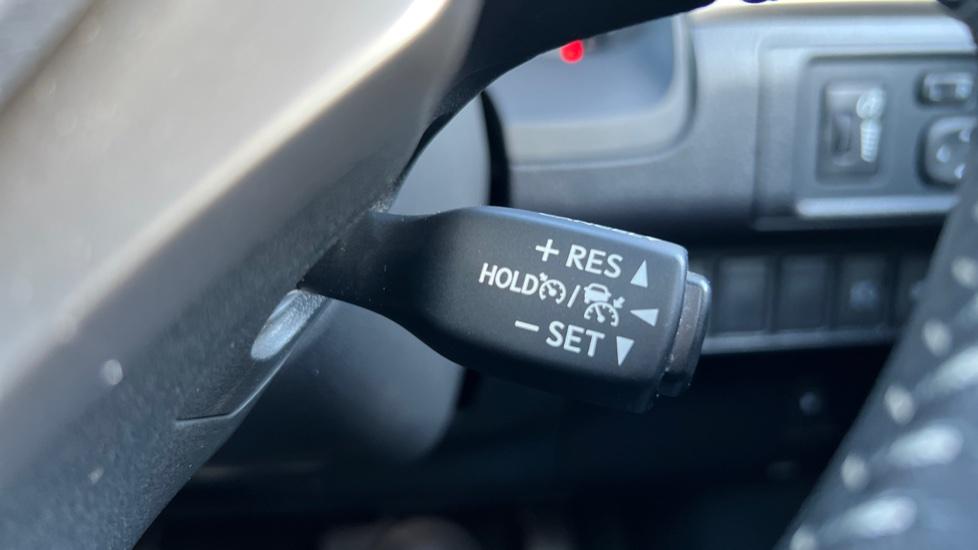 + RES
HOLD /
− SET